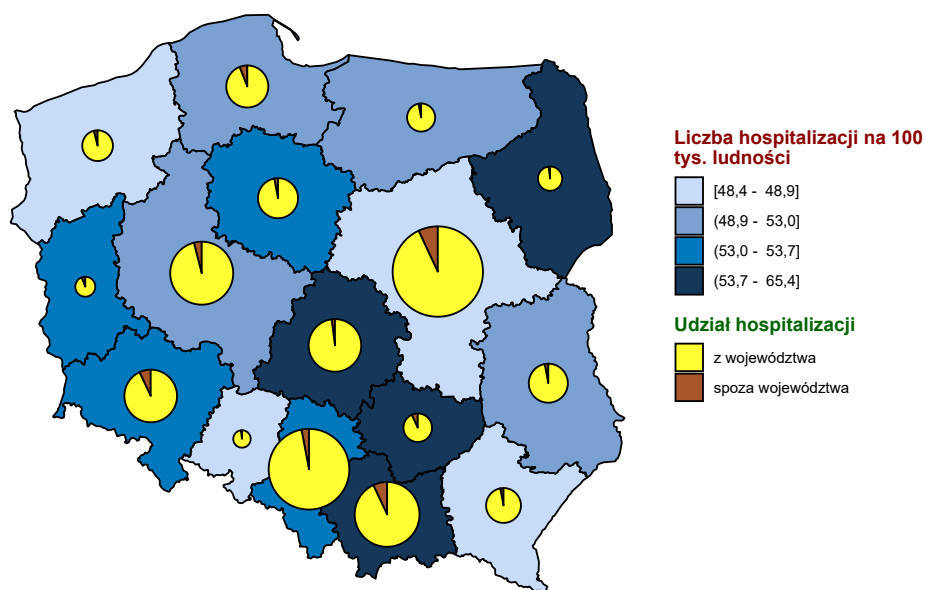 Liczba hospitalizacji na 100
tys. ludności
[48,4 - 48,9]
(48,9 - 53,0]
(53,0 - 53,7]
(53,7 - 65,4]
Udział hospitalizacji
z województwa
spoza województwa